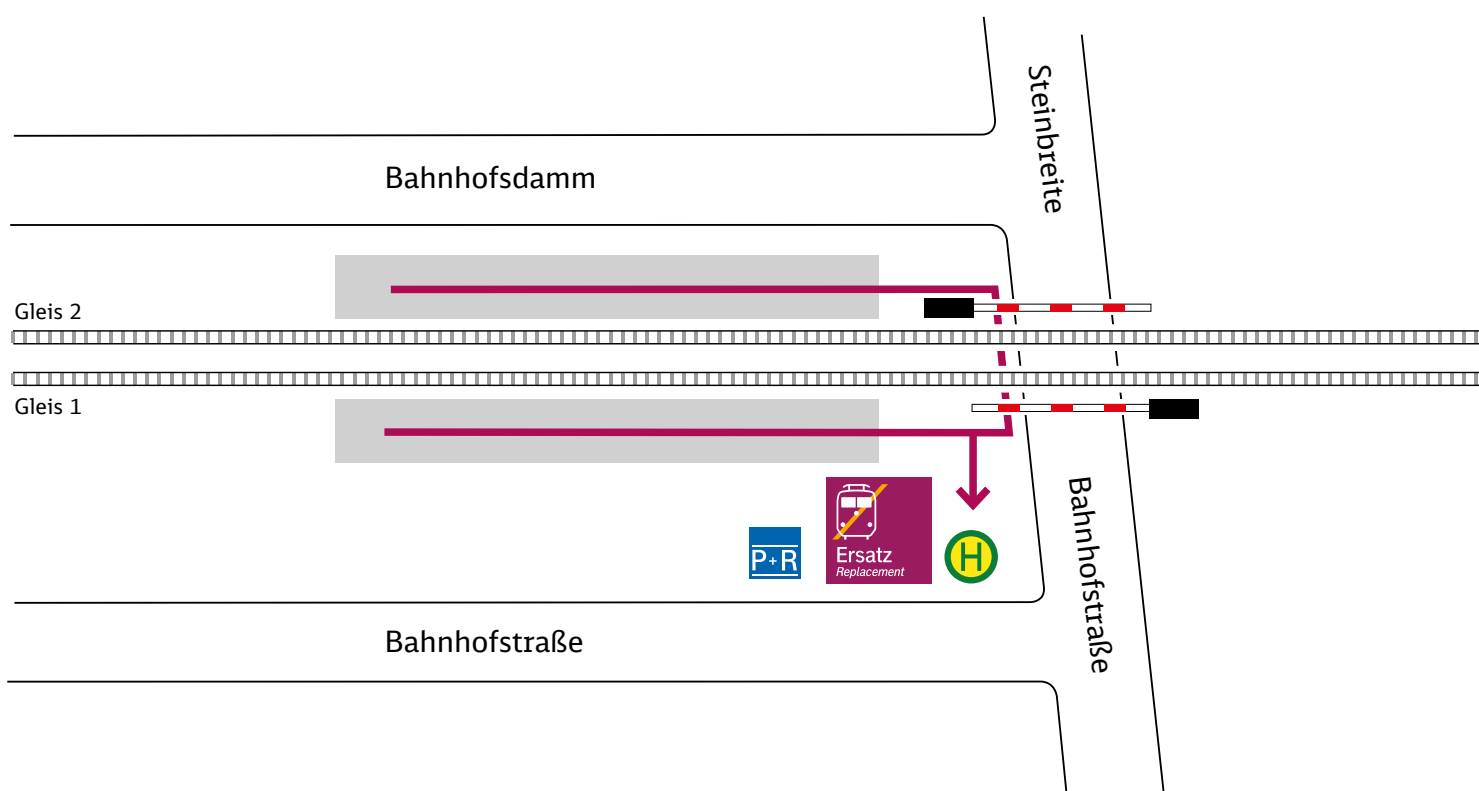 Steinbreite
Bahnhofsdamm
Gleis 2
Gleis 1
P+R
Ersatz
Replacement
H
Bahnhofstraße
Bahnhofstraße